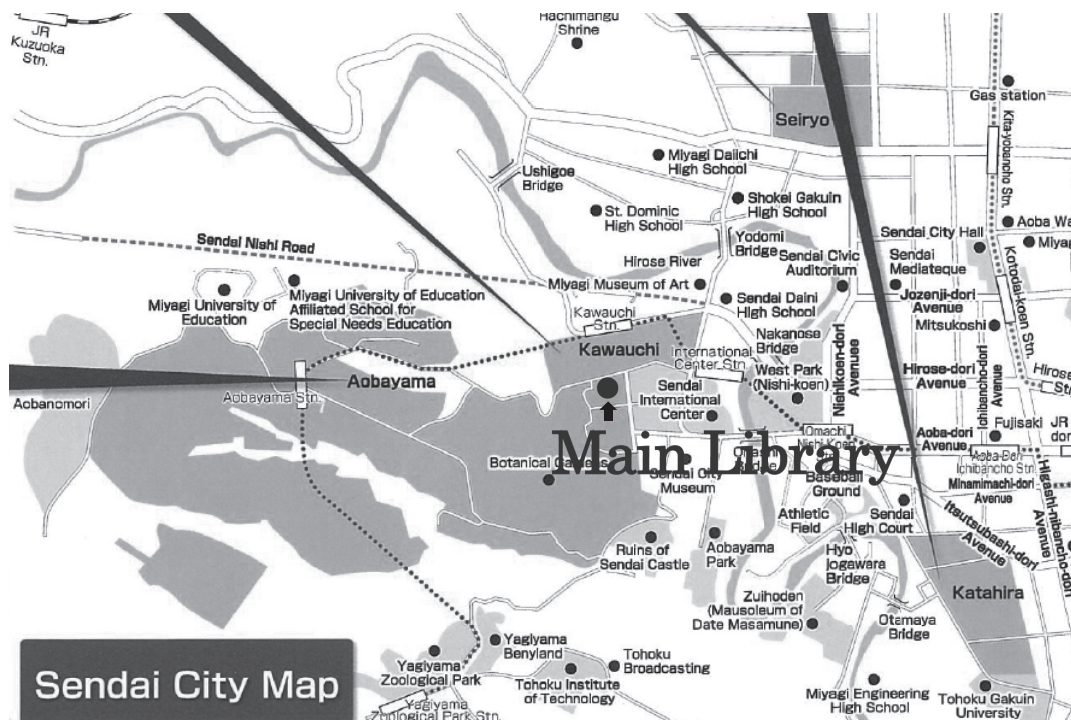 JR
Kuzuoka
Stn.
Hachimangu
Shrine
Gas station
Seiryo
Kita-yobancho Stn.
Miyagi Daiichi
High School
Ushigoe
Bridge
Shokei Gakuin
High School
St. Dominic
High School
Aoba
Sendai City Hall
Yodomi
Bridge
Sendai Nishi Road
Sendai Civic
Auditorium
Sendai
Mediateque
Kotodai-koen Stn.
Hirose River
Miyagi Museum of Art
Miyagi University of
Education
Miyagi University of Education
Affiliated School for
Special Needs Education
Sendai Daini
High School
Jozenji-dori
Avenue
Kawauchi
Stn.
Mitsukoshi
Nakanose
Bridge
Kawauchi
International
Center Stn.
Nishikoen-dori
Avenuee
Ichibancho-dori
Avenue
Hirose-dori
Avenue
West Park
(Nishi-koen)
Aobayama
Aobayama Stn.
Sendai
International
Center
Aobanomori
Fujisaki
JR
Omachi
Nishi-Koen
Aoba-dori
Avenue
Main Library
Aoba-Dori
Ichibancho Stn.
Botanical Gardens
Sendai City
Museum
Baseball
Ground
Minamimachi-dori
Avenue
Higashi-nibancho-dori
Avenue
Itsutsubashi-dori
Avenue
Athletic
Field
Sendai
High Court
Ruins of
Sendai Castle
Aobayama
Park
Hyo
Jogawara
Bridge
Katahira
Zuihoden
(Mausoleum of
Date Masamune)
Otamaya
Bridge
Yagiyama
Benyland
Yagiyama
Zoological Park
Tohoku
Broadcasting
Tohoku Institute
of Technology
Sendai City Map
Yagiyama
Zoological Park Stn.
Miyagi Engineering
High School
Tohoku Gakuin
University